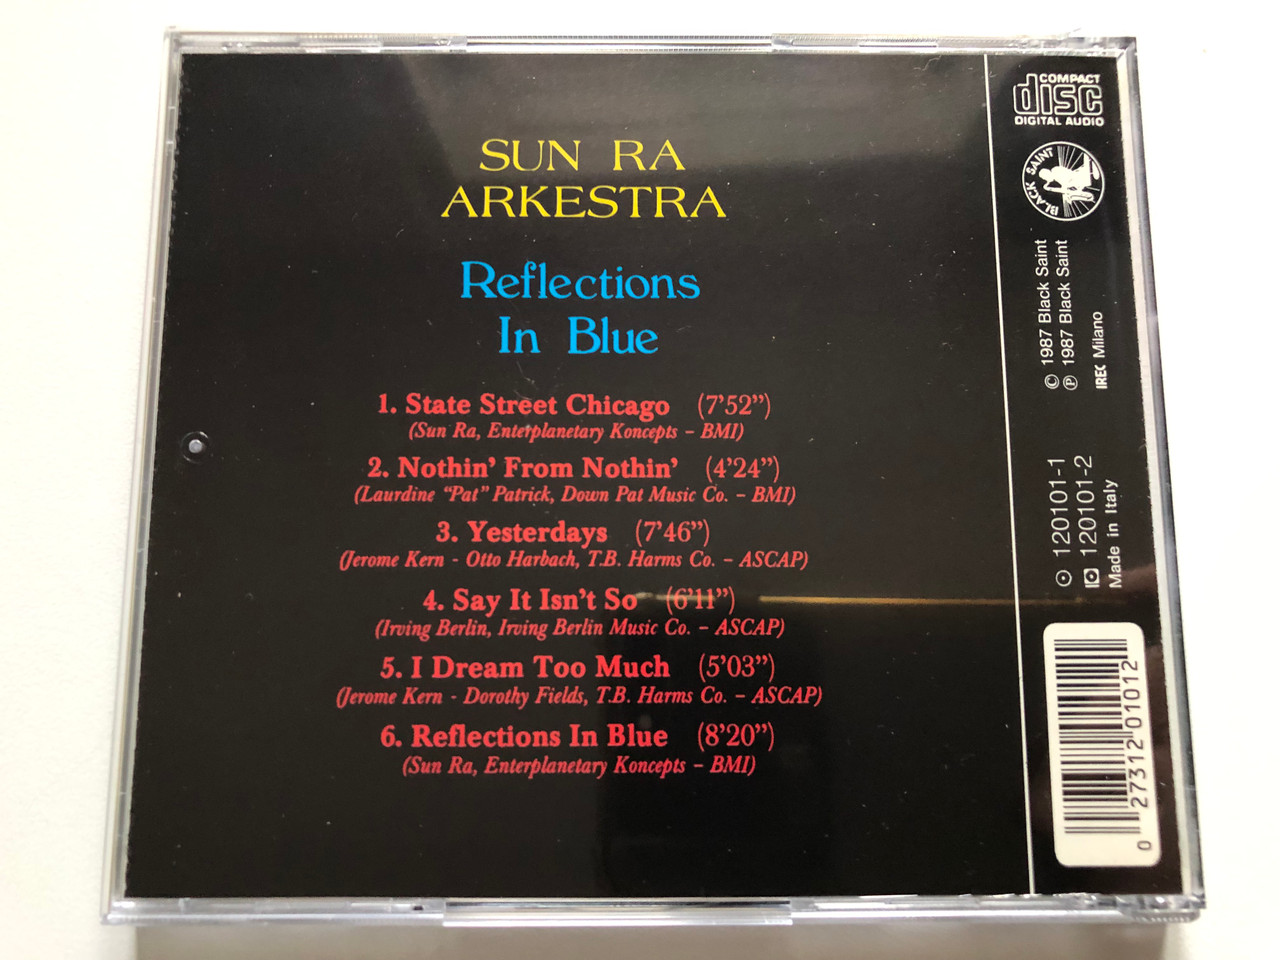 SUN RA
ARKESTRA
Reflections
In Blue
1. State Street Chicago (7'52")
(Sun Ra, Enterplanetary Koncepts - BMI)
2. Nothin' From Nothin' (4'24")
(Laurdine "Pat" Patrick, Down Pat Music Co. - BMI)
3. Yesterdays (7'46")
(Jerome Kern - Otto Harbach, T.B. Harms Co. - ASCAP)
4. Say It Isn't So (6'11")
(Irving Berlin, Irving Berlin Music Co. - ASCAP)
5. I Dream Too Much (5'03")
(Jerome Kern - Dorothy Fields, T.B. Harms Co. - ASCAP)
6. Reflections In Blue (8'20")
(Sun Ra, Enterplanetary Koncepts - BMI)
COMPACT
disc
DIGITAL AUDIO
BLACK SAINT
© 1987 Black Saint
℗ 1987 Black Saint
IREC Milano
120101-1
120101-2
Made in Italy
0 27312 01012